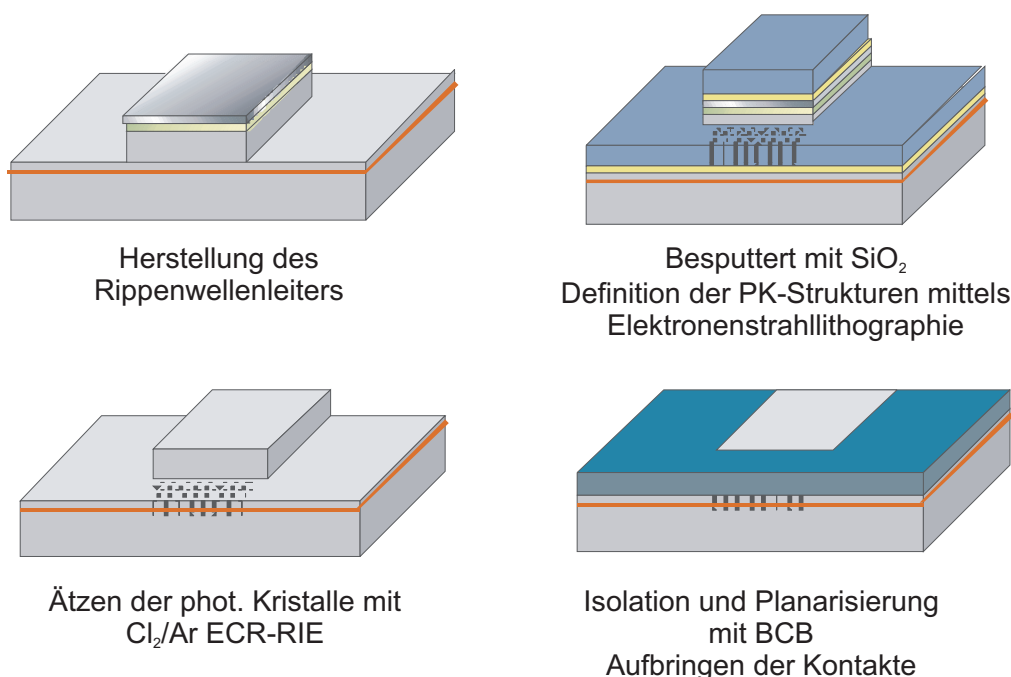 Herstellung des
Rippenwellenleiters
Besputtert mit SiO₂
Definition der PK-Strukturen mittels
Elektronenstrahllithographie
Ätzen der phot. Kristalle mit
Cl₂/Ar ECR-RIE
Isolation und Planarisierung
mit BCB
Aufbringen der Kontakte